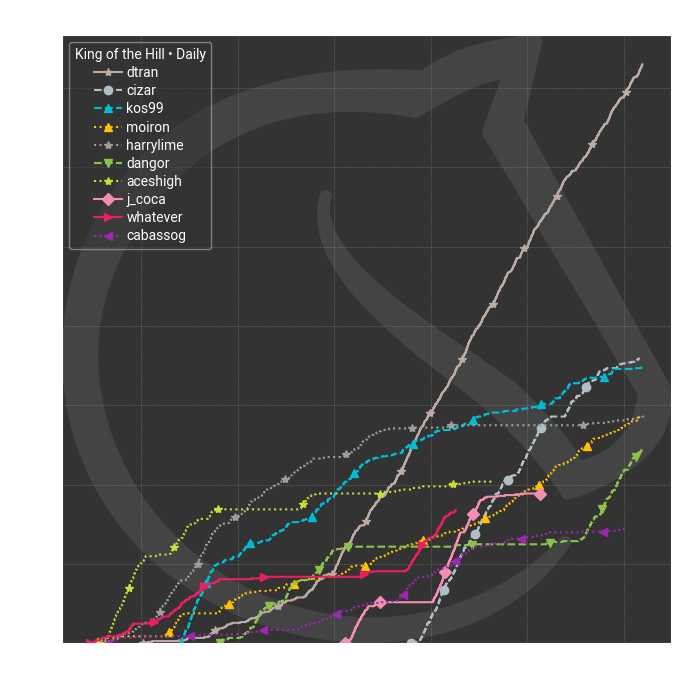 King of the Hill • Daily
dtran
cizar
kos99
moiron
harrylime
dangor
aceshigh
j_coca
whatever
cabassog